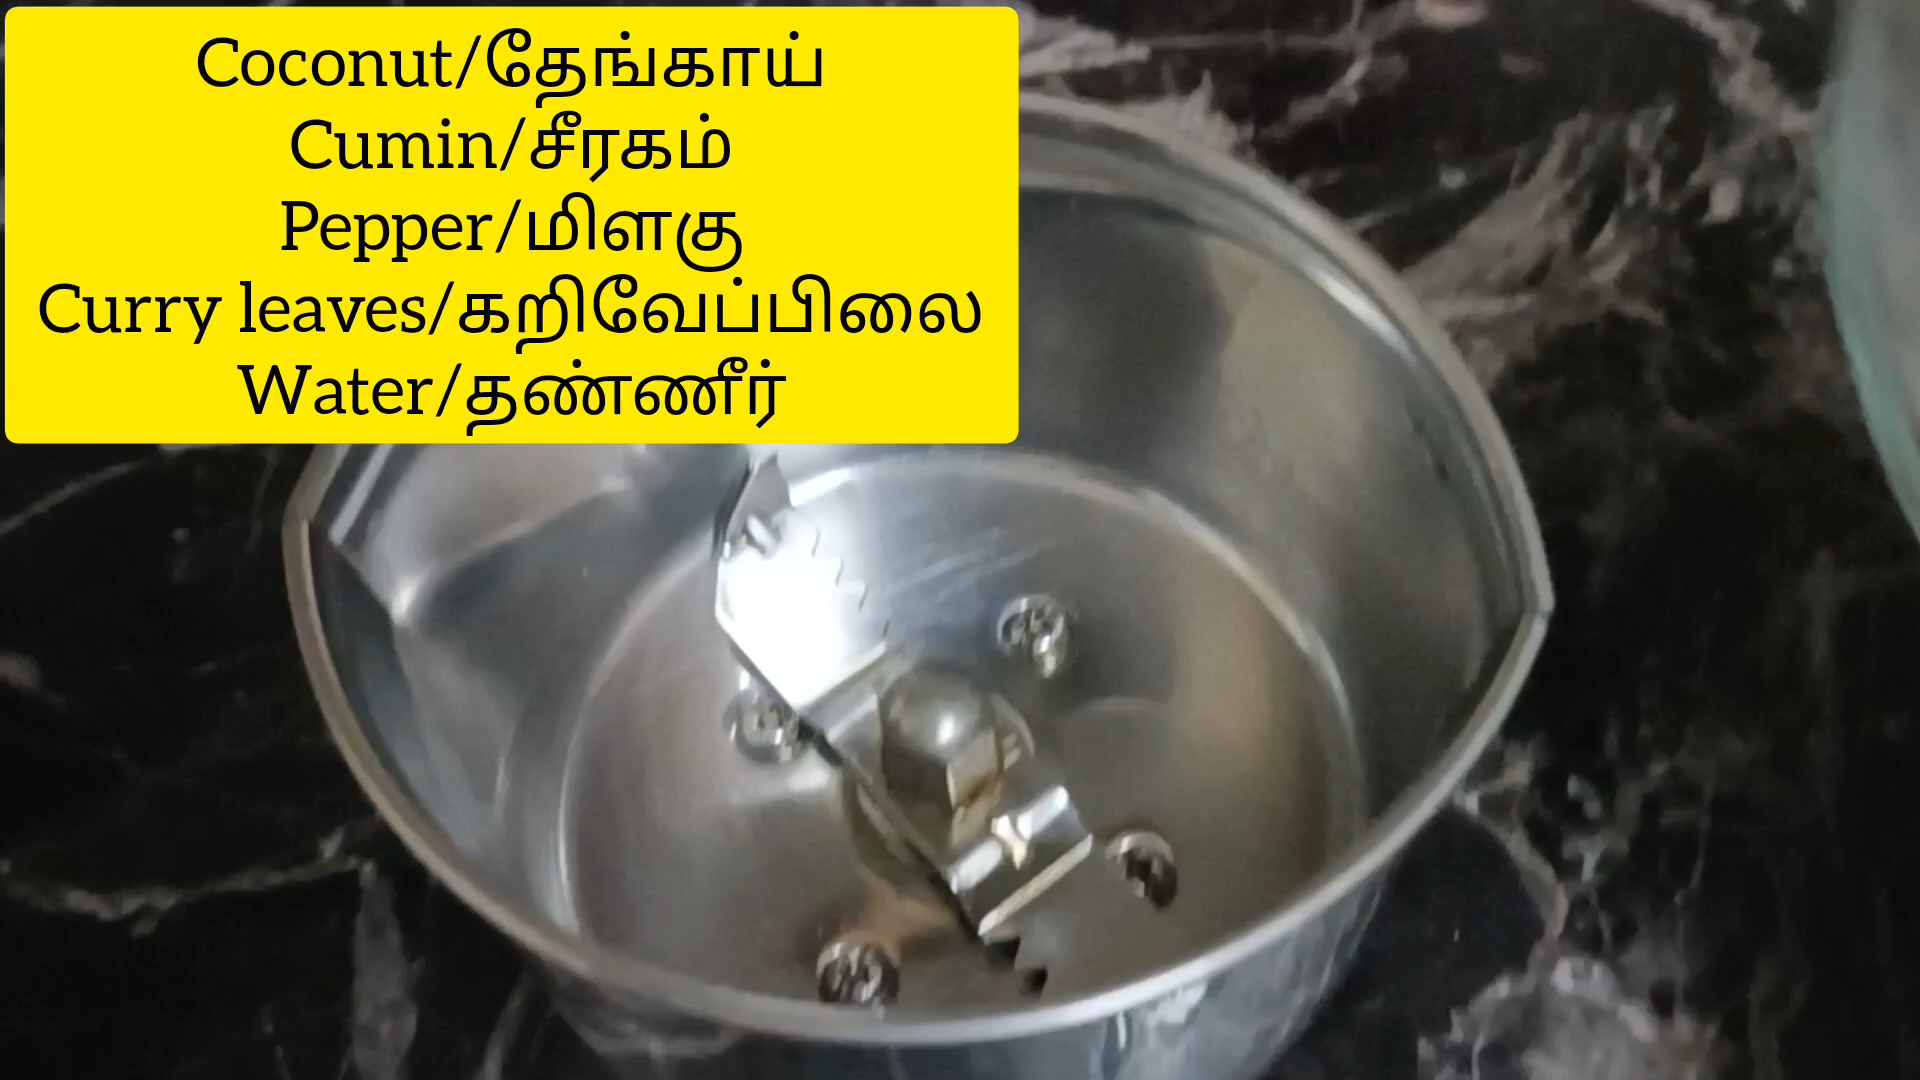 Coconut/தேங்காய்
Cumin/சீரகம்
Pepper/மிளகு
Curry leaves/கறிவேப்பிலை
Water/தண்ணீர்